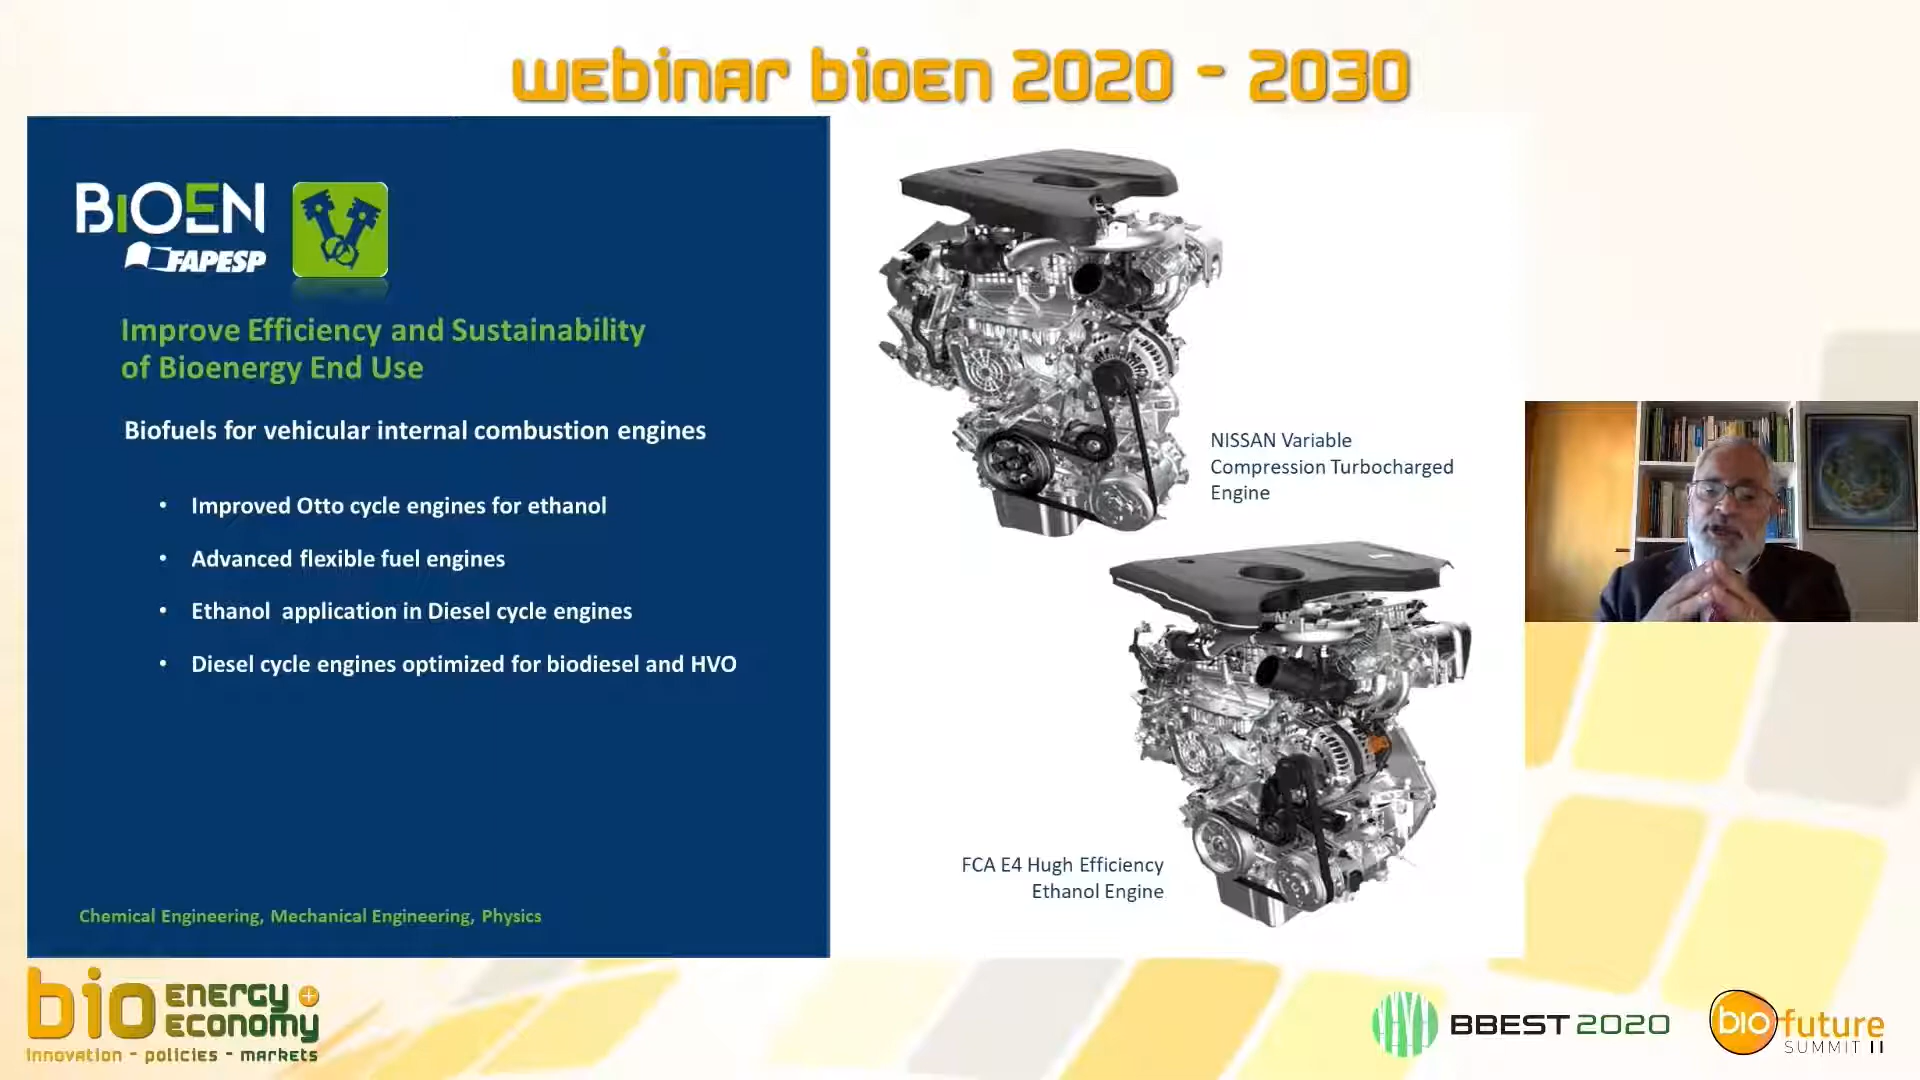 WEBINAR BIOEN 2020 - 2030
BIOEN
FAPESP
Improve Efficiency and Sustainability
of Bioenergy End Use
Biofuels for vehicular internal combustion engines
• Improved Otto cycle engines for ethanol
• Advanced flexible fuel engines
• Ethanol application in Diesel cycle engines
• Diesel cycle engines optimized for biodiesel and HVO
Chemical Engineering, Mechanical Engineering, Physics
NISSAN Variable
Compression Turbocharged
Engine
FCA E4 Hugh Efficiency
Ethanol Engine
bio ENERGY +
ECONOMY
innovation - policies - markets
BBEST 2020
biofuture
SUMMIT II